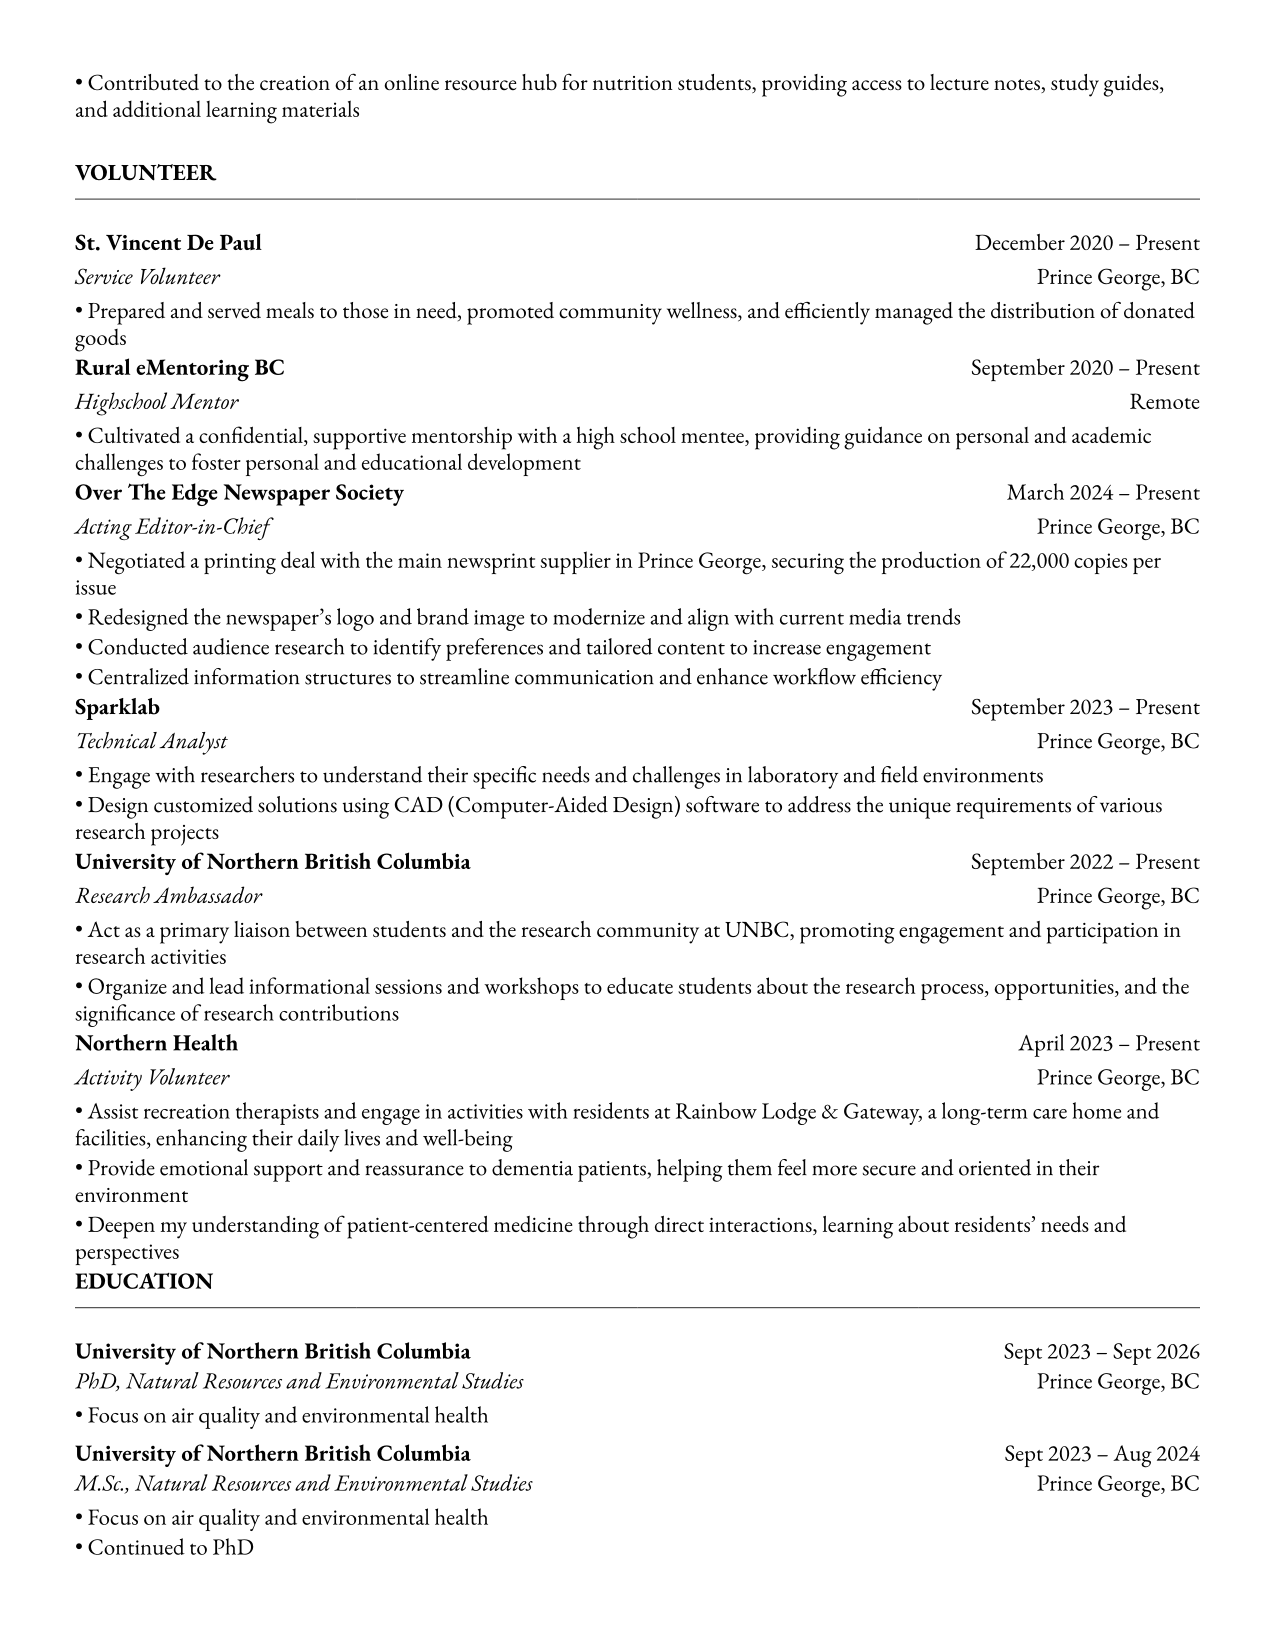 • Contributed to the creation of an online resource hub for nutrition students, providing access to lecture notes, study guides,
and additional learning materials
VOLUNTEER
St. Vincent De Paul December 2020 – Present
Service Volunteer Prince George, BC
• Prepared and served meals to those in need, promoted community wellness, and efficiently managed the distribution of donated
goods
Rural eMentoring BC September 2020 – Present
Highschool Mentor Remote
• Cultivated a confidential, supportive mentorship with a high school mentee, providing guidance on personal and academic
challenges to foster personal and educational development
Over The Edge Newspaper Society March 2024 – Present
Acting Editor-in-Chief Prince George, BC
• Negotiated a printing deal with the main newsprint supplier in Prince George, securing the production of 22,000 copies per
issue
• Redesigned the newspaper’s logo and brand image to modernize and align with current media trends
• Conducted audience research to identify preferences and tailored content to increase engagement
• Centralized information structures to streamline communication and enhance workflow efficiency
Sparklab September 2023 – Present
Technical Analyst Prince George, BC
• Engage with researchers to understand their specific needs and challenges in laboratory and field environments
• Design customized solutions using CAD (Computer-Aided Design) software to address the unique requirements of various
research projects
University of Northern British Columbia September 2022 – Present
Research Ambassador Prince George, BC
• Act as a primary liaison between students and the research community at UNBC, promoting engagement and participation in
research activities
• Organize and lead informational sessions and workshops to educate students about the research process, opportunities, and the
significance of research contributions
Northern Health April 2023 – Present
Activity Volunteer Prince George, BC
• Assist recreation therapists and engage in activities with residents at Rainbow Lodge & Gateway, a long-term care home and
facilities, enhancing their daily lives and well-being
• Provide emotional support and reassurance to dementia patients, helping them feel more secure and oriented in their
environment
• Deepen my understanding of patient-centered medicine through direct interactions, learning about residents’ needs and
perspectives
EDUCATION
University of Northern British Columbia Sept 2023 – Sept 2026
PhD, Natural Resources and Environmental Studies Prince George, BC
• Focus on air quality and environmental health
University of Northern British Columbia Sept 2023 – Aug 2024
M.Sc., Natural Resources and Environmental Studies Prince George, BC
• Focus on air quality and environmental health
• Continued to PhD